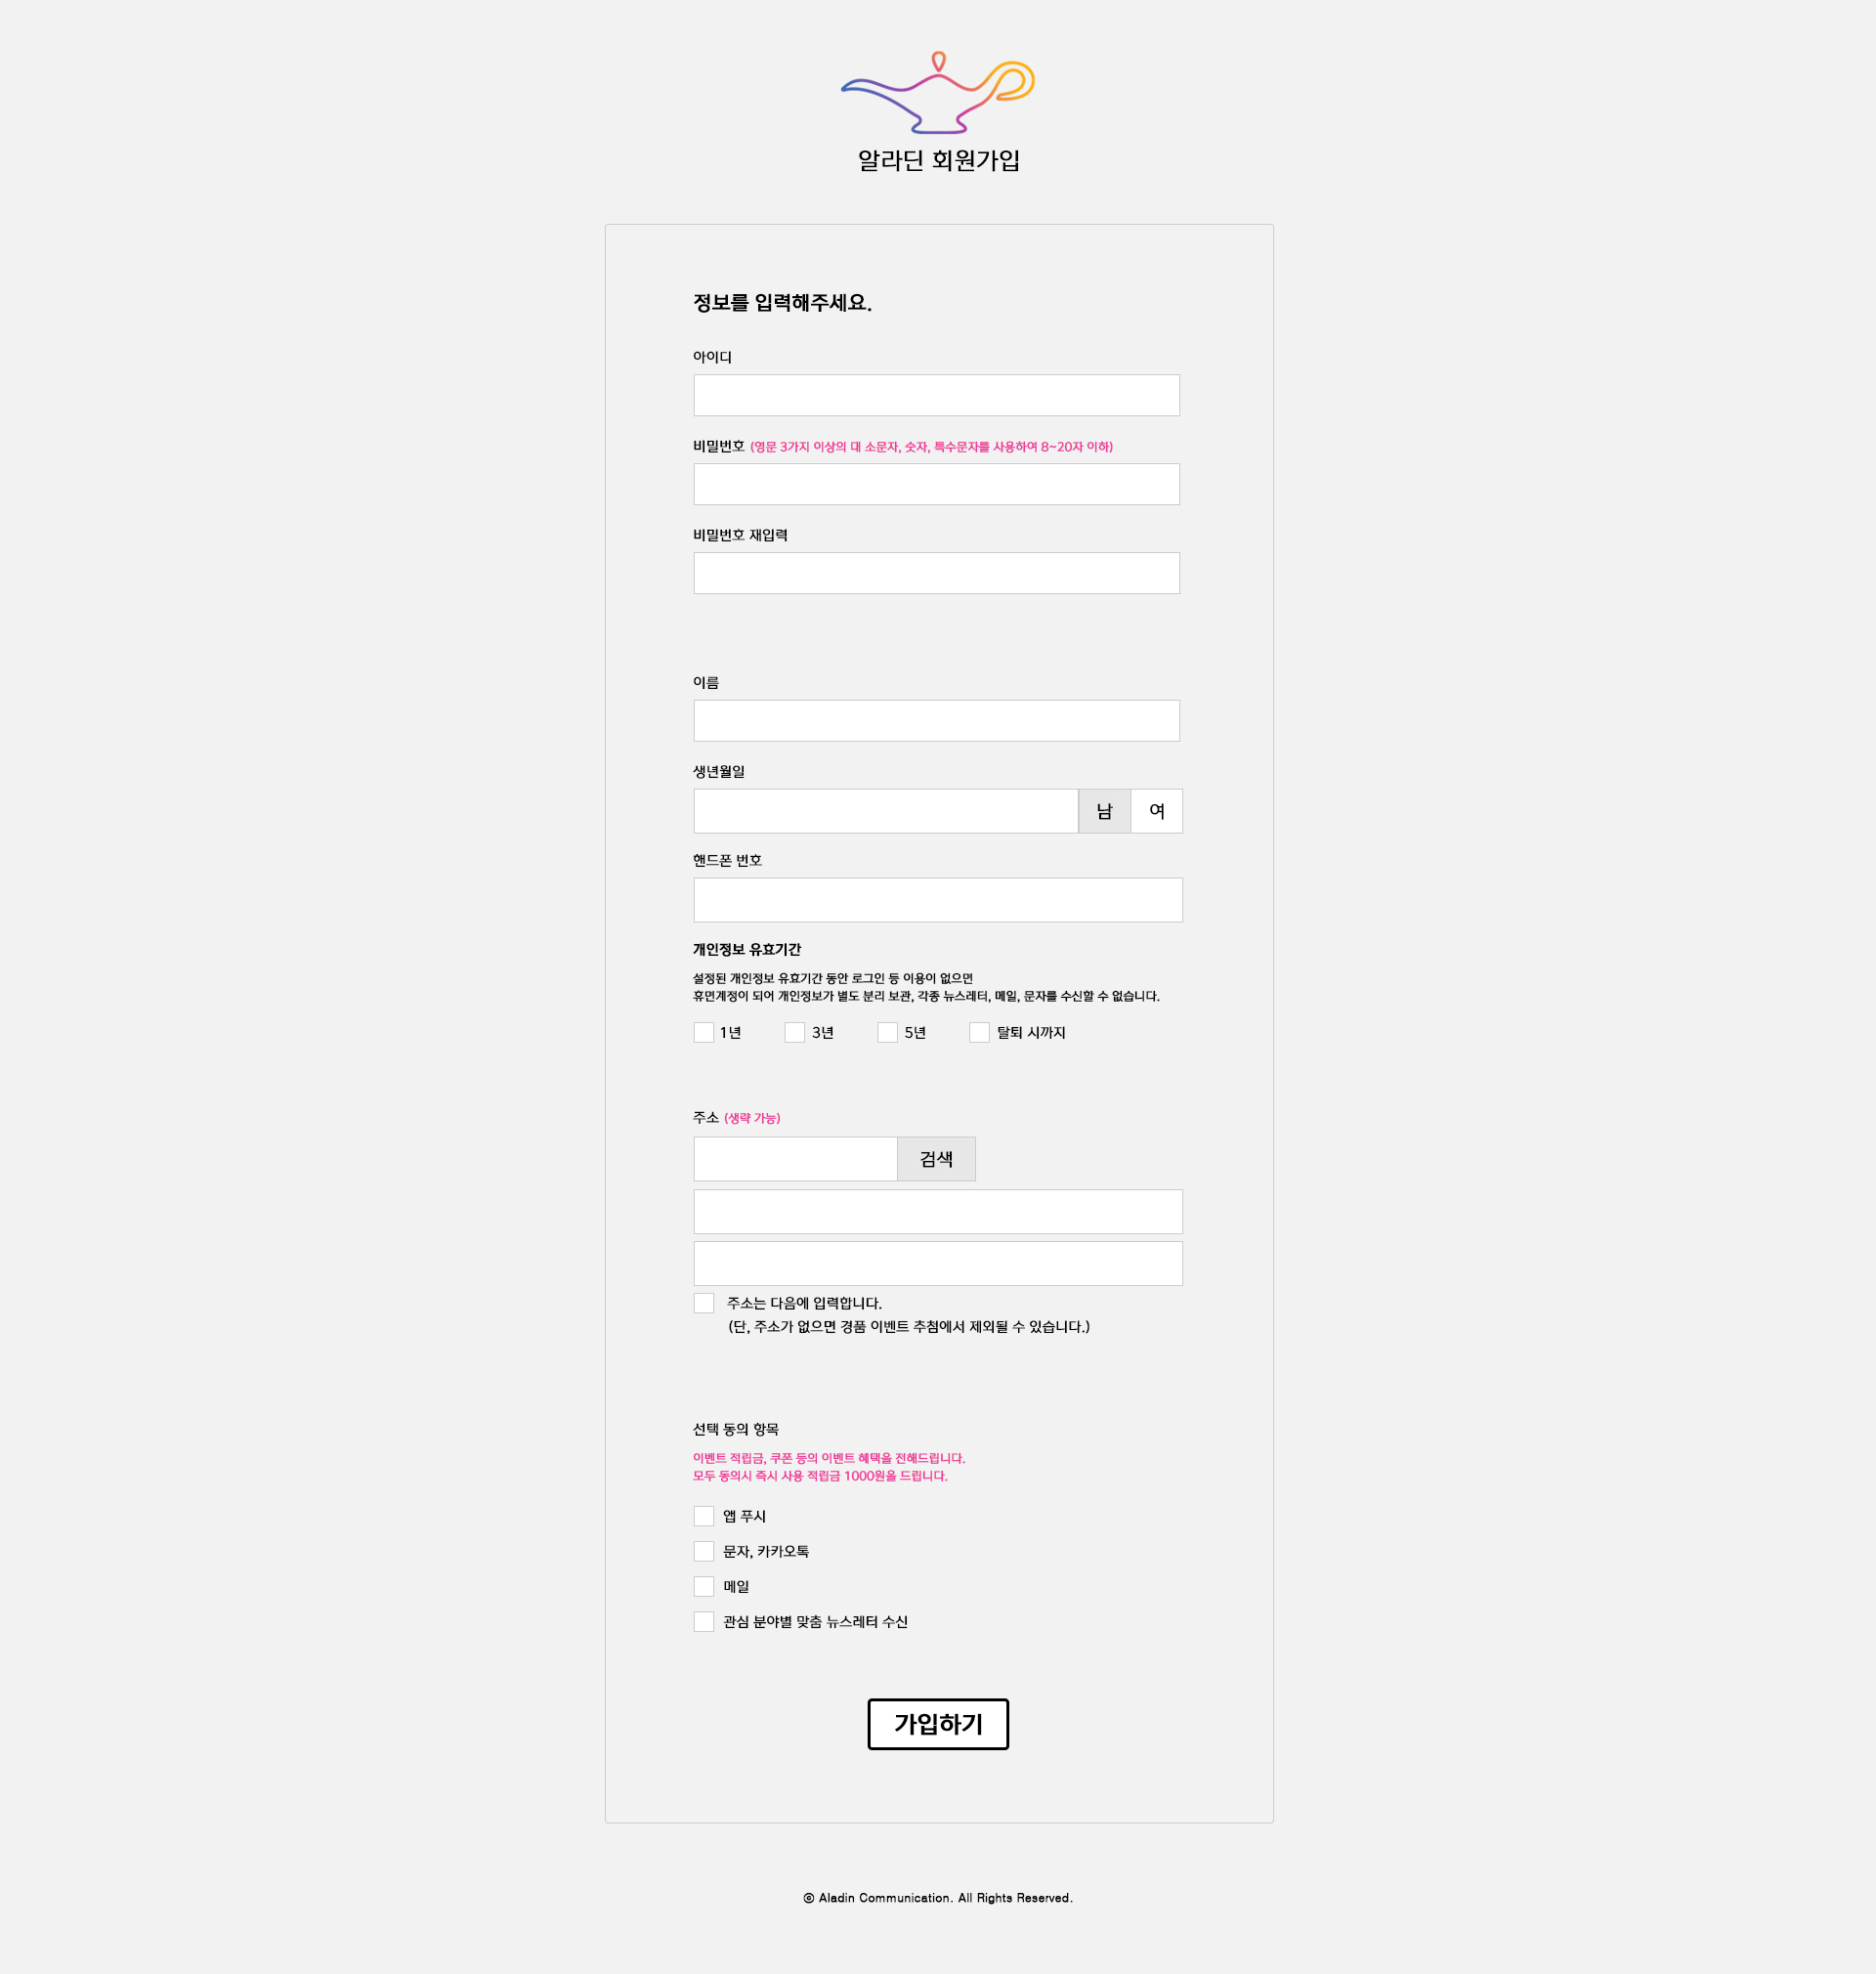 알라딘 회원가입
정보를 입력해주세요.
아이디
비밀번호 (영문 3가지 이상의 대 소문자, 숫자, 특수문자를 사용하여 8~20자 이하)
비밀번호 재입력
이름
생년월일
남 여
핸드폰 번호
개인정보 유효기간
설정된 개인정보 유효기간 동안 로그인 등 이용이 없으면
휴면계정이 되어 개인정보가 별도 분리 보관, 각종 뉴스레터, 메일, 문자를 수신할 수 없습니다.
1년 3년 5년 탈퇴 시까지
주소 (생략 가능)
검색
주소는 다음에 입력합니다.
(단, 주소가 없으면 경품 이벤트 추첨에서 제외될 수 있습니다.)
선택 동의 항목
이벤트 적립금, 쿠폰 등의 이벤트 혜택을 전해드립니다.
모두 동의시 즉시 사용 적립금 1000원을 드립니다.
앱 푸시
문자, 카카오톡
메일
관심 분야별 맞춤 뉴스레터 수신
가입하기
ⓒ Aladin Communication. All Rights Reserved.